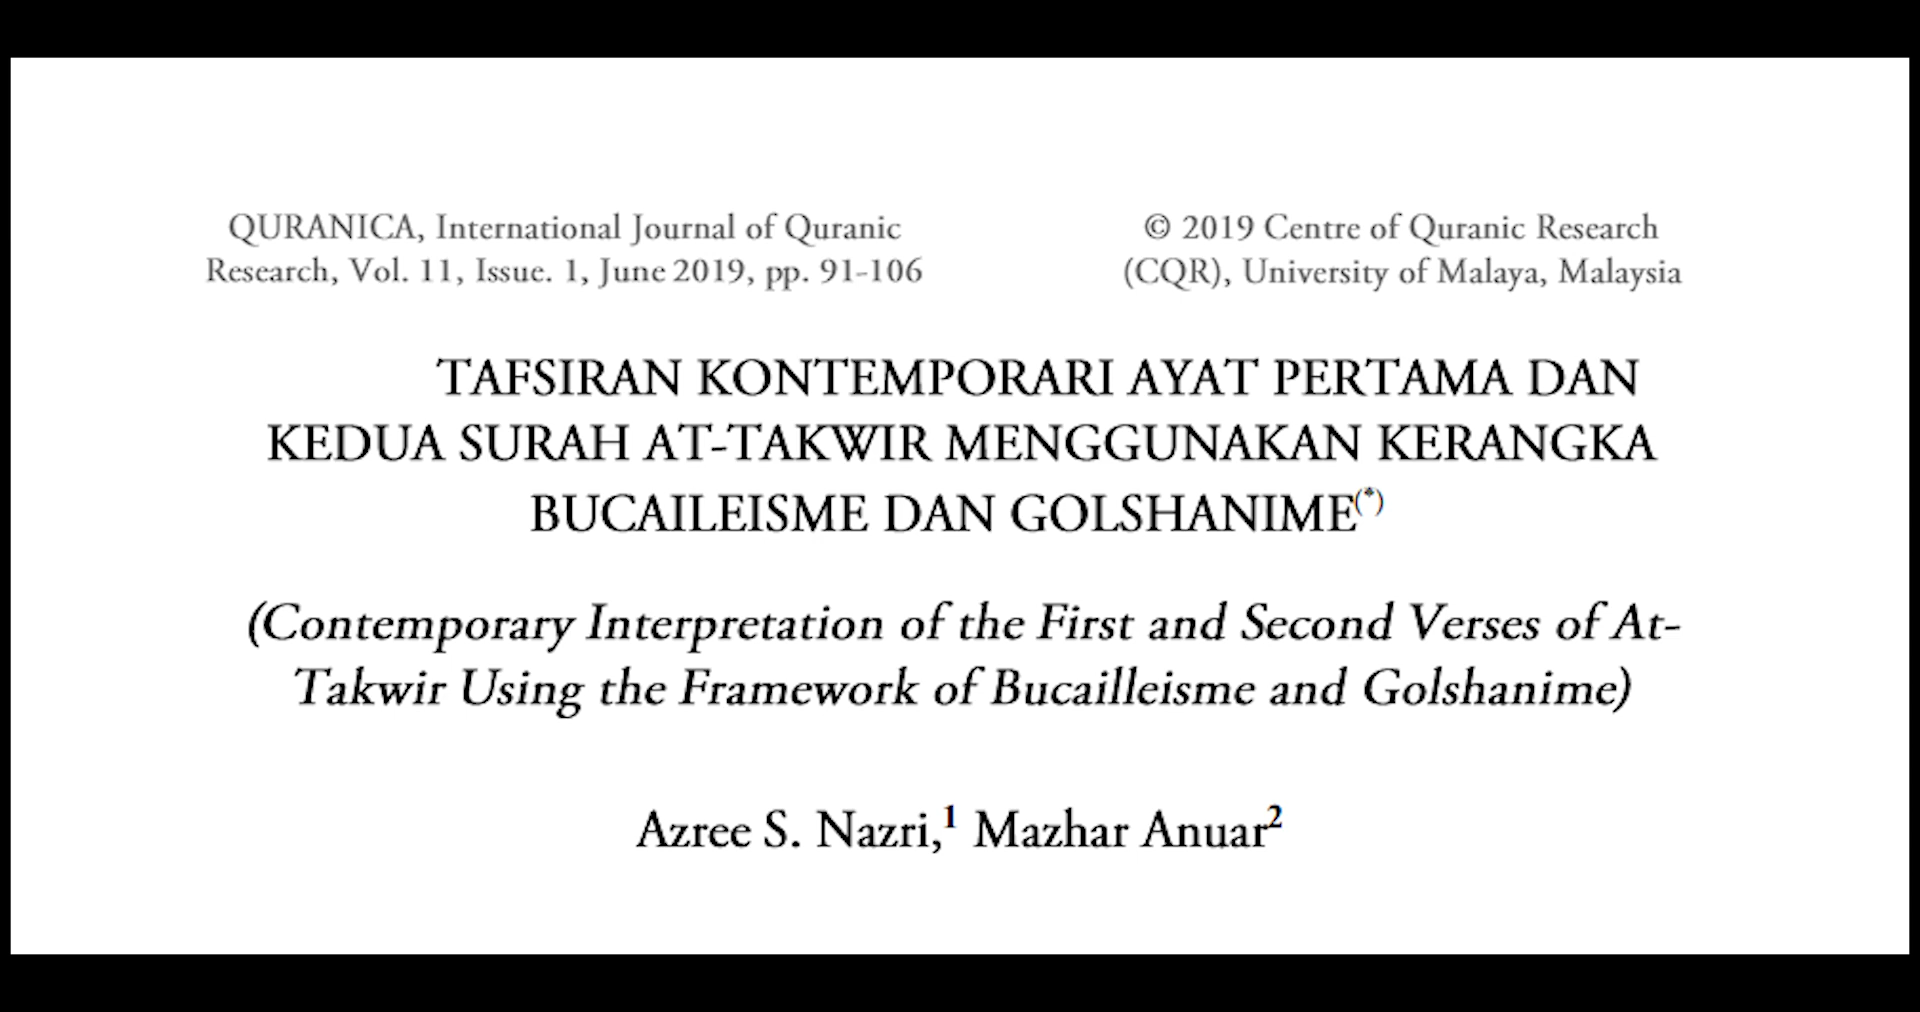 QURANICA, International Journal of Quranic
Research, Vol. 11, Issue. 1, June 2019, pp. 91-106
© 2019 Centre of Quranic Research
(CQR), University of Malaya, Malaysia
TAFSIRAN KONTEMPORARI AYAT PERTAMA DAN
KEDUA SURAH AT-TAKWIR MENGGUNAKAN KERANGKA
BUCAILEISME DAN GOLSHANIME(*)
(Contemporary Interpretation of the First and Second Verses of At-
Takwir Using the Framework of Bucailleisme and Golshanime)
Azree S. Nazri,1 Mazhar Anuar2